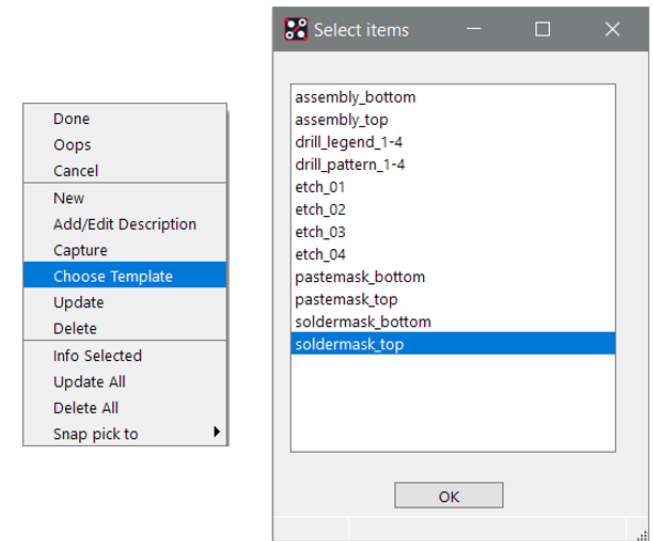 Done
Oops
Cancel
New
Add/Edit Description
Capture
Choose Template
Update
Delete
Info Selected
Update All
Delete All
Snap pick to
Select items
assembly_bottom
assembly_top
drill_legend_1-4
drill_pattern_1-4
etch_01
etch_02
etch_03
etch_04
pastemask_bottom
pastemask_top
soldermask_bottom
soldermask_top
OK